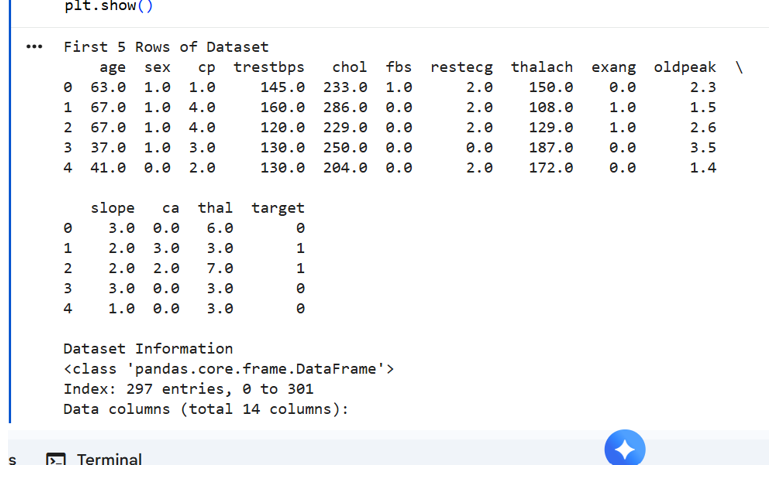 plt.show()
First 5 Rows of Dataset
age sex cp trestbps chol fbs restecg thalach exang oldpeak \
0 63.0 1.0 1.0 145.0 233.0 1.0 2.0 150.0 0.0 2.3
1 67.0 1.0 4.0 160.0 286.0 0.0 2.0 108.0 1.0 1.5
2 67.0 1.0 4.0 120.0 229.0 0.0 2.0 129.0 1.0 2.6
3 37.0 1.0 3.0 130.0 250.0 0.0 0.0 187.0 0.0 3.5
4 41.0 0.0 2.0 130.0 204.0 0.0 2.0 172.0 0.0 1.4
slope ca thal target
0 3.0 0.0 6.0 0
1 2.0 3.0 3.0 1
2 2.0 2.0 7.0 1
3 3.0 0.0 3.0 0
4 1.0 0.0 3.0 0
Dataset Information
<class 'pandas.core.frame.DataFrame'>
Index: 297 entries, 0 to 301
Data columns (total 14 columns):
s Terminal